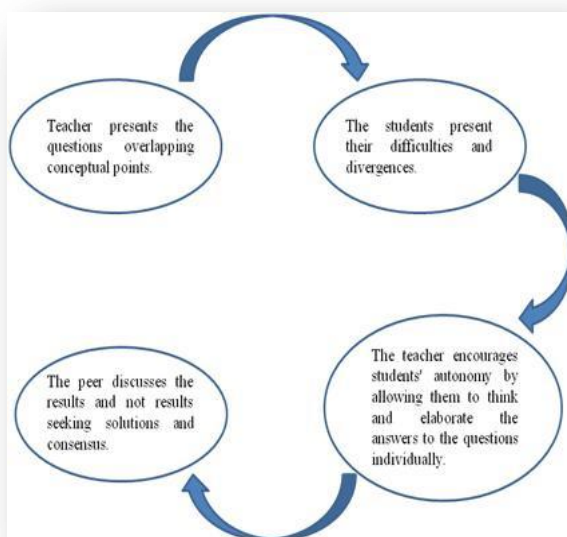 Teacher presents the
questions overlapping
conceptual points.
The students present
their difficulties and
divergences.
The teacher encourages
students' autonomy by
allowing them to think
and elaborate the
answers to the questions
individually.
The peer discusses the
results and not results
seeking solutions and
consensus.